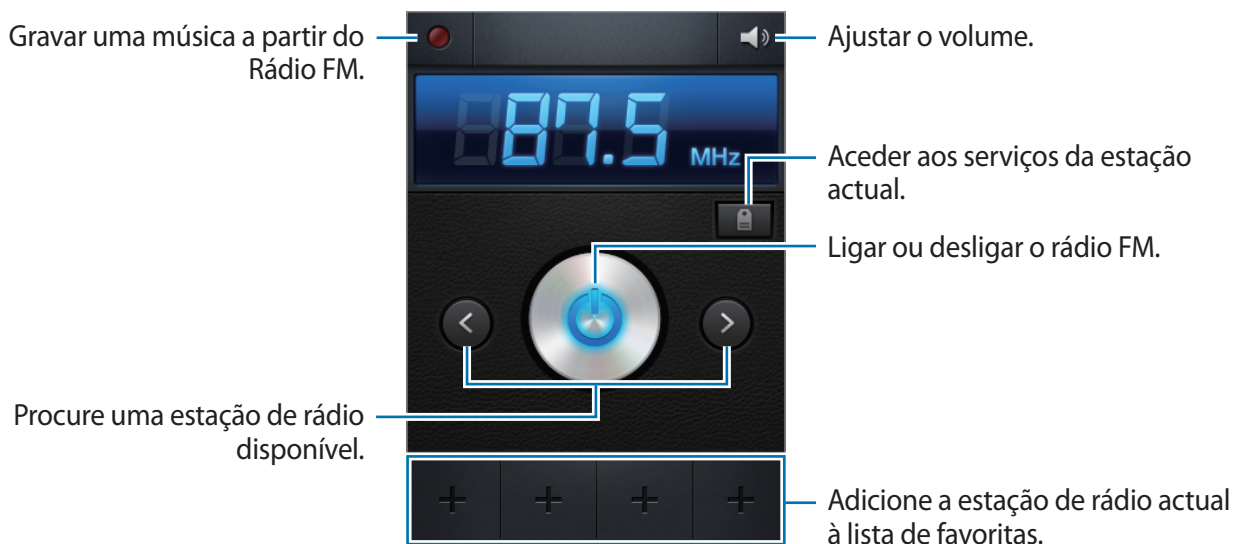 Gravar uma música a partir do
Rádio FM.
Ajustar o volume.
87.5 MHz
Aceder aos serviços da estação
actual.
Ligar ou desligar o rádio FM.
Procure uma estação de rádio
disponível.
Adicione a estação de rádio actual
à lista de favoritas.